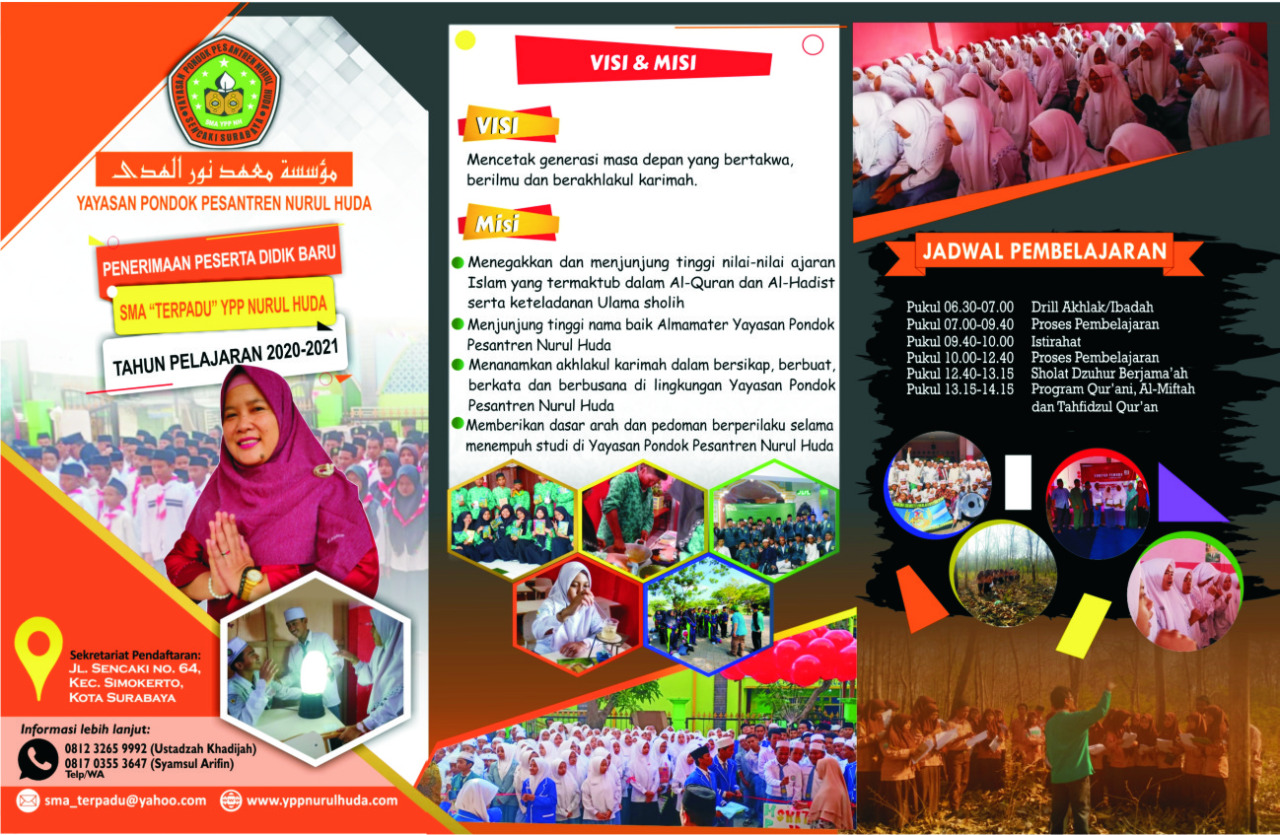 YAYASAN PONDOK PESANTREN NURUL HUDA
SMA YPP NH
SENCAKI SURABAYA
مؤسسة معهد نور الهدى
YAYASAN PONDOK PESANTREN NURUL HUDA
PENERIMAAN PESERTA DIDIK BARU
SMA "TERPADU" YPP NURUL HUDA
TAHUN PELAJARAN 2020-2021
Sekretariat Pendaftaran:
JL. SENCAKI NO. 64,
KEC. SIMOKERTO,
KOTA SURABAYA
Informasi lebih lanjut:
0812 3265 9992 (Ustadzah Khadijah)
0817 0355 3647 (Syamsul Arifin)
Telp/WA
sma_terpadu@yahoo.com
www.yppnurulhuda.com
VISI & MISI
VISI
Mencetak generasi masa depan yang bertakwa,
berilmu dan berakhlakul karimah.
Misi
Menegakkan dan menjunjung tinggi nilai-nilai ajaran
Islam yang termaktub dalam Al-Quran dan Al-Hadist
serta keteladanan Ulama sholih
Menjunjung tinggi nama baik Almamater Yayasan Pondok
Pesantren Nurul Huda
Menanamkan akhlakul karimah dalam bersikap, berbuat,
berkata dan berbusana di lingkungan Yayasan Pondok
Pesantren Nurul Huda
Memberikan dasar arah dan pedoman berperilaku selama
menempuh studi di Yayasan Pondok Pesantren Nurul Huda
JADWAL PEMBELAJARAN
Pukul 06.30-07.00 Drill Akhlak/Ibadah
Pukul 07.00-09.40 Proses Pembelajaran
Pukul 09.40-10.00 Istirahat
Pukul 10.00-12.40 Proses Pembelajaran
Pukul 12.40-13.15 Sholat Dzuhur Berjema'ah
Pukul 13.15-14.15 Program Qur'ani, Al-Miftah
dan Tahfidzul Qur'an